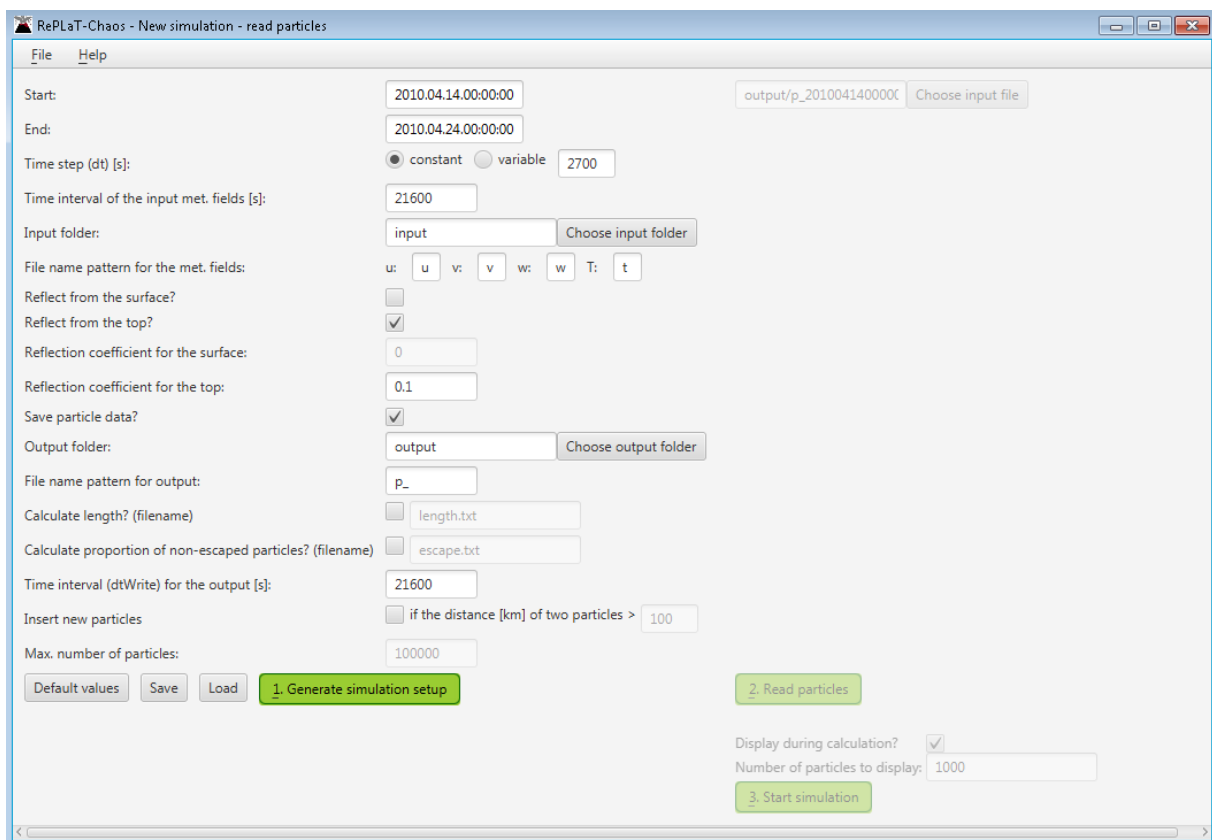 RePLaT-Chaos - New simulation - read particles
File Help
Start: 2010.04.14.00:00:00 output/p_201004140000 Choose input file
End: 2010.04.24.00:00:00
Time step (dt) [s]: constant variable 2700
Time interval of the input met. fields [s]: 21600
Input folder: input Choose input folder
File name pattern for the met. fields: u: u v: v w: w T: t
Reflect from the surface?
Reflect from the top?
Reflection coefficient for the surface: 0
Reflection coefficient for the top: 0.1
Save particle data?
Output folder: output Choose output folder
File name pattern for output: p_
Calculate length? (filename) length.txt
Calculate proportion of non-escaped particles? (filename) escape.txt
Time interval (dtWrite) for the output [s]: 21600
Insert new particles if the distance [km] of two particles > 100
Max. number of particles: 100000
Default values Save Load 1. Generate simulation setup 2. Read particles
Display during calculation?
Number of particles to display: 1000
3. Start simulation